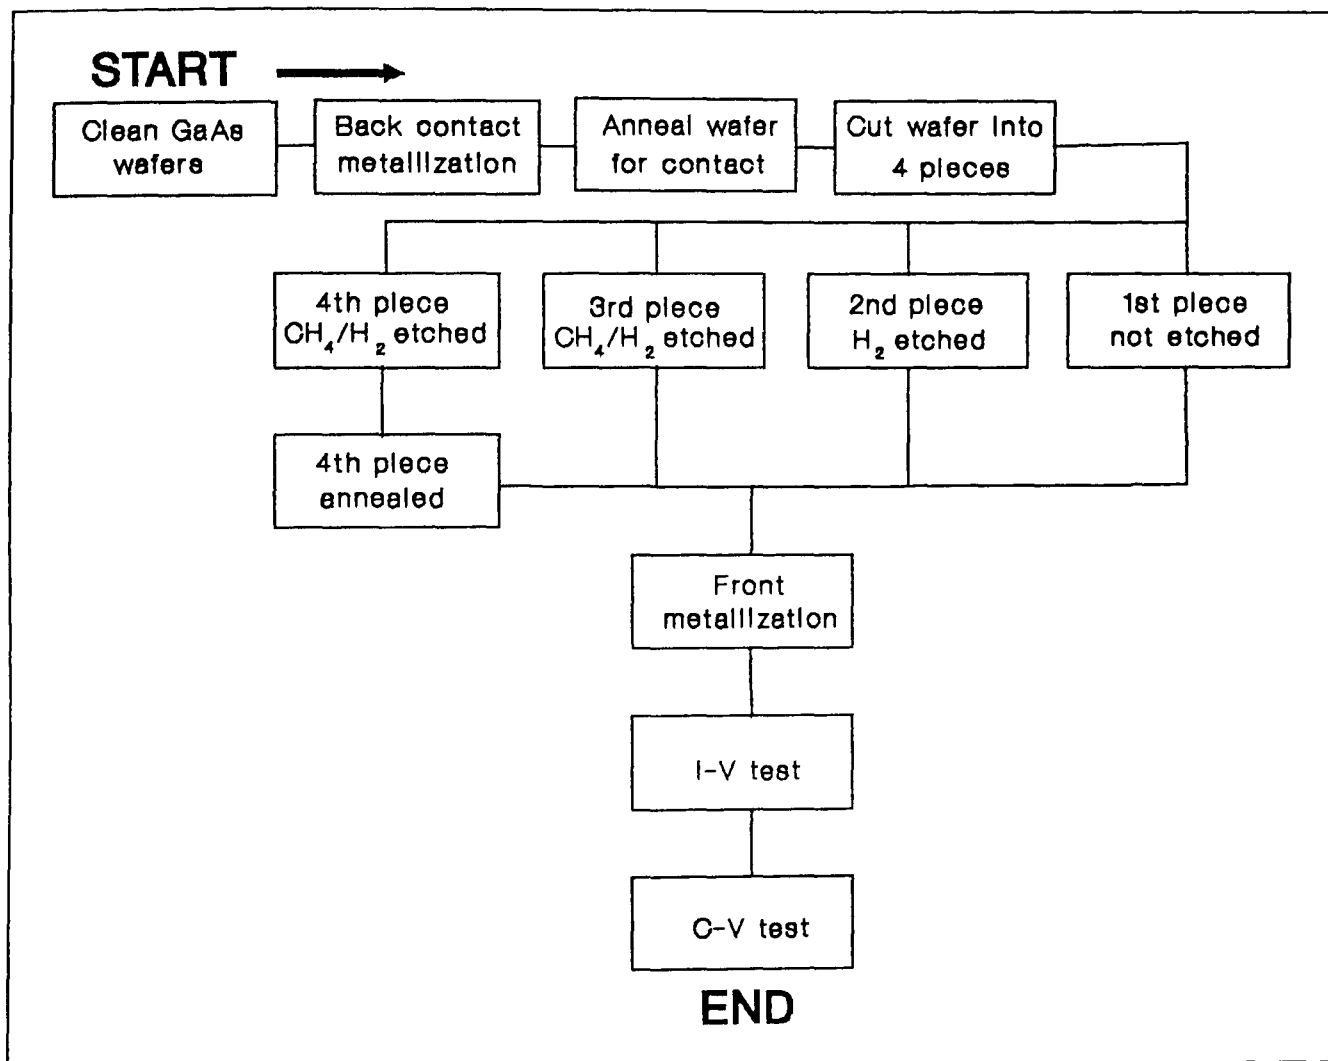 START
Clean GaAs
wafers
Back contact
metallization
Anneal wafer
for contact
Cut wafer into
4 pieces
4th piece
CH₄/H₂ etched
3rd piece
CH₄/H₂ etched
2nd piece
H₂ etched
1st piece
not etched
4th piece
annealed
Front
metallization
I-V test
C-V test
END